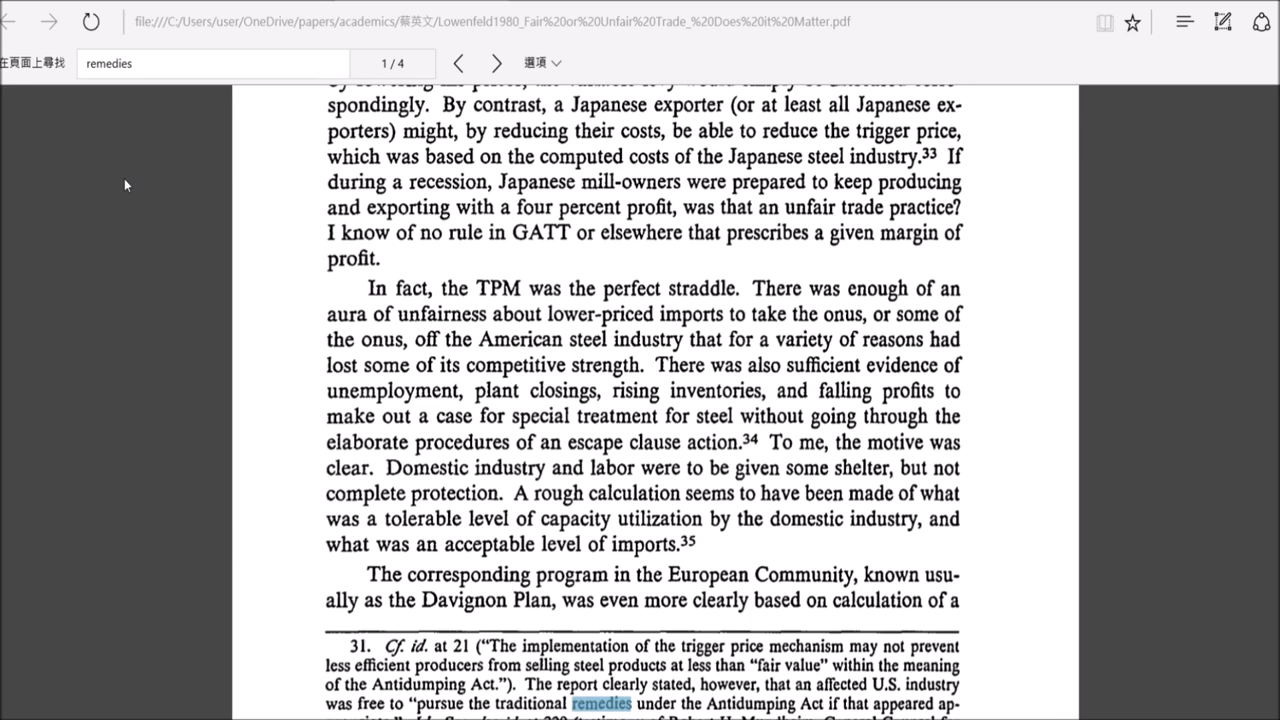 file:///C:/Users/user/OneDrive/papers/academics/蔡英文/Lowenfeld1980_Fair%20or%20Unfair%20Trade_%20Does%20it%20Matter.pdf
在頁面上尋找 remedies 1 / 4 選項
spondingly. By contrast, a Japanese exporter (or at least all Japanese ex-
porters) might, by reducing their costs, be able to reduce the trigger price,
which was based on the computed costs of the Japanese steel industry.33 If
during a recession, Japanese mill-owners were prepared to keep producing
and exporting with a four percent profit, was that an unfair trade practice?
I know of no rule in GATT or elsewhere that prescribes a given margin of
profit.
In fact, the TPM was the perfect straddle. There was enough of an
aura of unfairness about lower-priced imports to take the onus, or some of
the onus, off the American steel industry that for a variety of reasons had
lost some of its competitive strength. There was also sufficient evidence of
unemployment, plant closings, rising inventories, and falling profits to
make out a case for special treatment for steel without going through the
elaborate procedures of an escape clause action.34 To me, the motive was
clear. Domestic industry and labor were to be given some shelter, but not
complete protection. A rough calculation seems to have been made of what
was a tolerable level of capacity utilization by the domestic industry, and
what was an acceptable level of imports.35
The corresponding program in the European Community, known usu-
ally as the Davignon Plan, was even more clearly based on calculation of a
31. Cf. id. at 21 (“The implementation of the trigger price mechanism may not prevent
less efficient producers from selling steel products at less than “fair value” within the meaning
of the Antidumping Act.”). The report clearly stated, however, that an affected U.S. industry
was free to “pursue the traditional remedies under the Antidumping Act if that appeared ap-